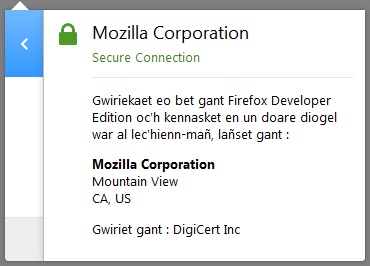 Mozilla Corporation
Secure Connection
Gwiriekaet eo bet gant Firefox Developer
Edition oc'h kennasket en un doare diogel
war al lec'hienn-mañ, lañset gant :
Mozilla Corporation
Mountain View
CA, US
Gwiriet gant : DigiCert Inc